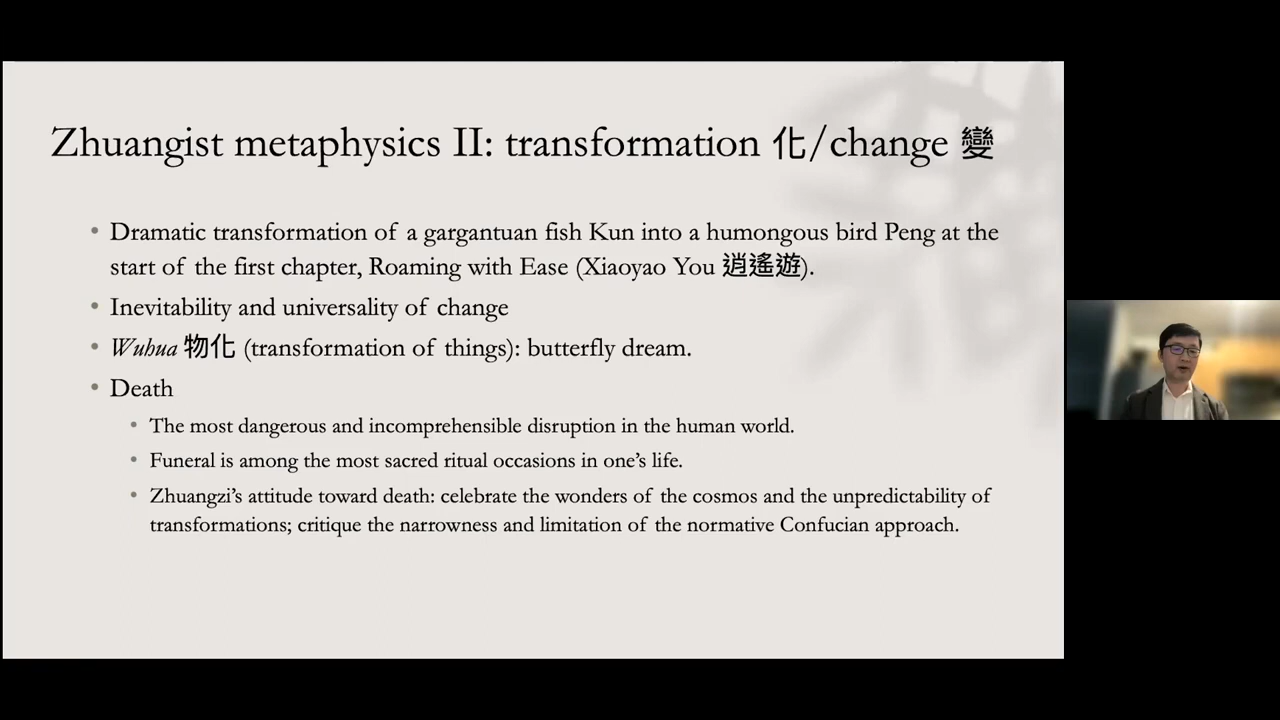 Zhuangist metaphysics II: transformation 化/change 變
• Dramatic transformation of a gargantuan fish Kun into a humongous bird Peng at the
start of the first chapter, Roaming with Ease (Xiaoyao You 逍遙遊).
• Inevitability and universality of change
• Wuhua 物化 (transformation of things): butterfly dream.
• Death
• The most dangerous and incomprehensible disruption in the human world.
• Funeral is among the most sacred ritual occasions in one’s life.
• Zhuangzi’s attitude toward death: celebrate the wonders of the cosmos and the unpredictability of
transformations; critique the narrowness and limitation of the normative Confucian approach.